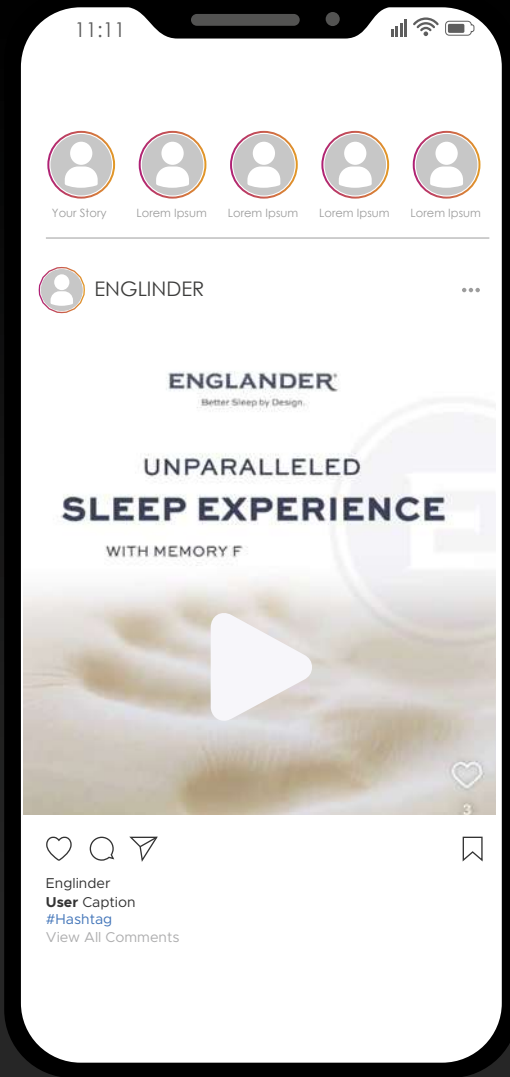 11:11
Your Story Lorem Ipsum Lorem Ipsum Lorem Ipsum Lorem Ipsum
ENGLINDER
ENGLANDER
Better Sleep by Design.
UNPARALLELED
SLEEP EXPERIENCE
WITH MEMORY F
E
3
Englinder
User Caption
#Hashtag
View All Comments